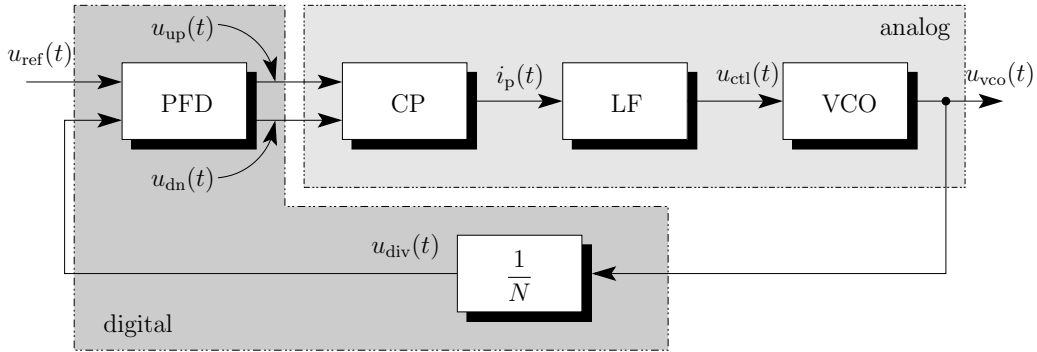 u_up(t)
analog
u_ref(t)
PFD
CP
i_p(t)
LF
u_ctl(t)
VCO
u_vco(t)
u_dn(t)
u_div(t)
1
N
digital